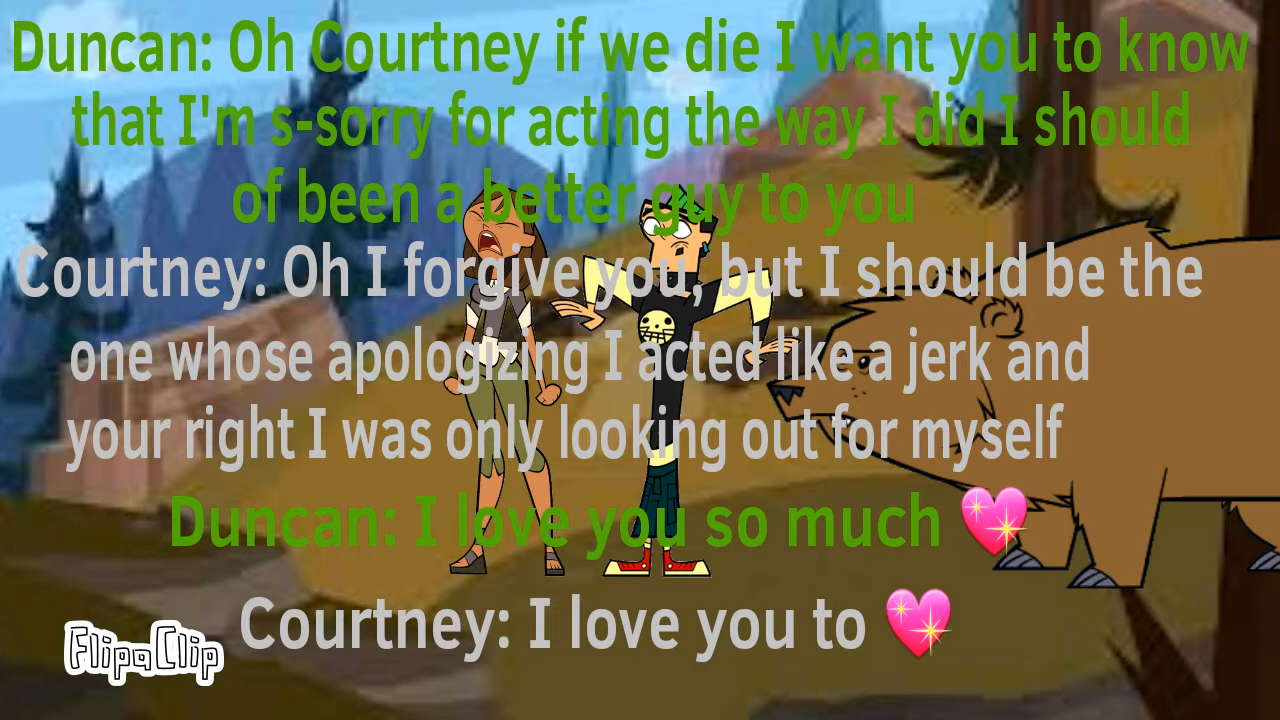 Duncan: Oh Courtney if we die I want you to know
that I'm s-sorry for acting the way I did I should
of been a better guy to you
Courtney: Oh I forgive you, but I should be the
one whose apologizing I acted like a jerk and
your right I was only looking out for myself
Duncan: I love you so much 💖
Courtney: I love you to 💖
FlipaClip